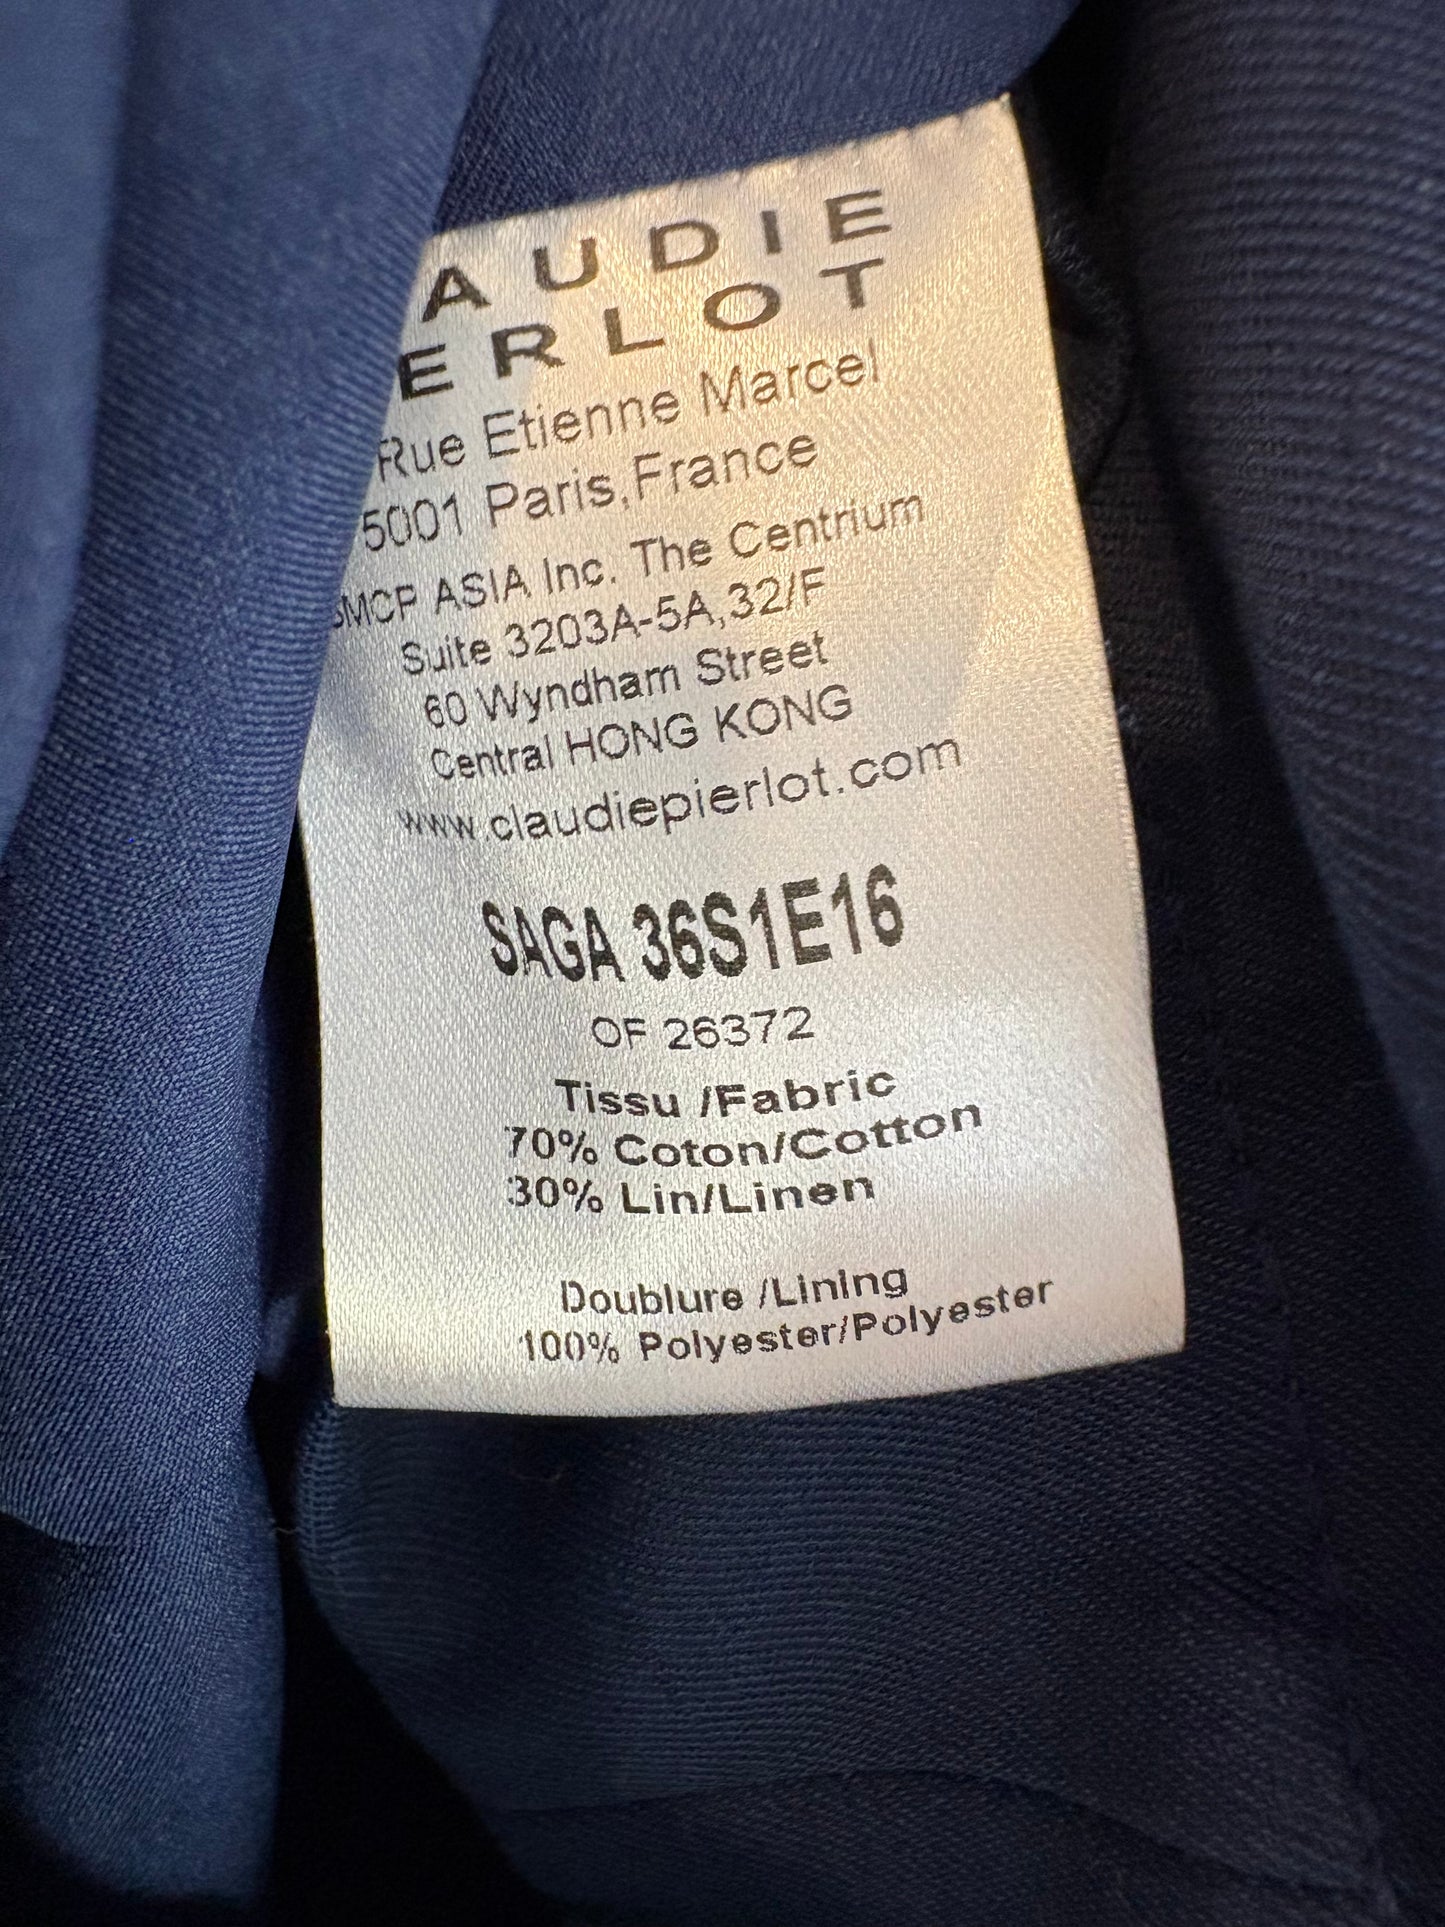 AUDIE
ERLOT
Rue Etienne Marcel
5001 Paris,France
SMCP ASIA Inc. The Centrium
Suite 3203A-5A,32/F
60 Wyndham Street
Central HONG KONG
www.claudiepierlot.com
SAGA 36S1E16
OF 26372
Tissu /Fabric
70% Coton/Cotton
30% Lin/Linen
Doublure /Lining
100% Polyester/Polyester